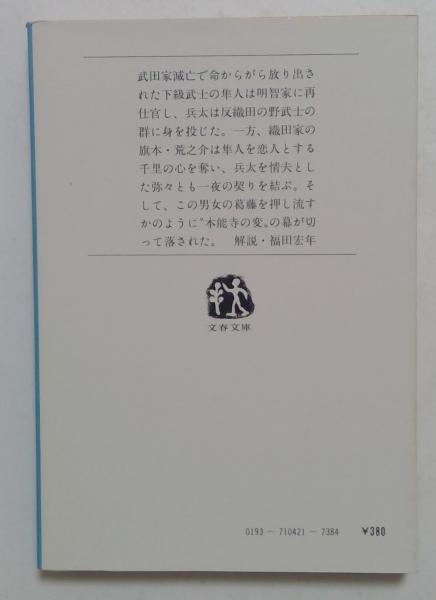 武田家滅亡で命からがら放り出さ
れた下級武士の隼人は明智家に再
仕官し、兵太は反織田の野武士の
群に身を投じた。一方、織田家の
旗本・荒之介は隼人を恋人とする
千里の心を奪い、兵太を情夫とし
た弥々とも一夜の契りを結ぶ。そ
して、この男女の葛藤を押し流す
かのように〝本能寺の変〟の幕が切
って落された。　解説・福田宏年
文春文庫
0193－710421－7384　￥380